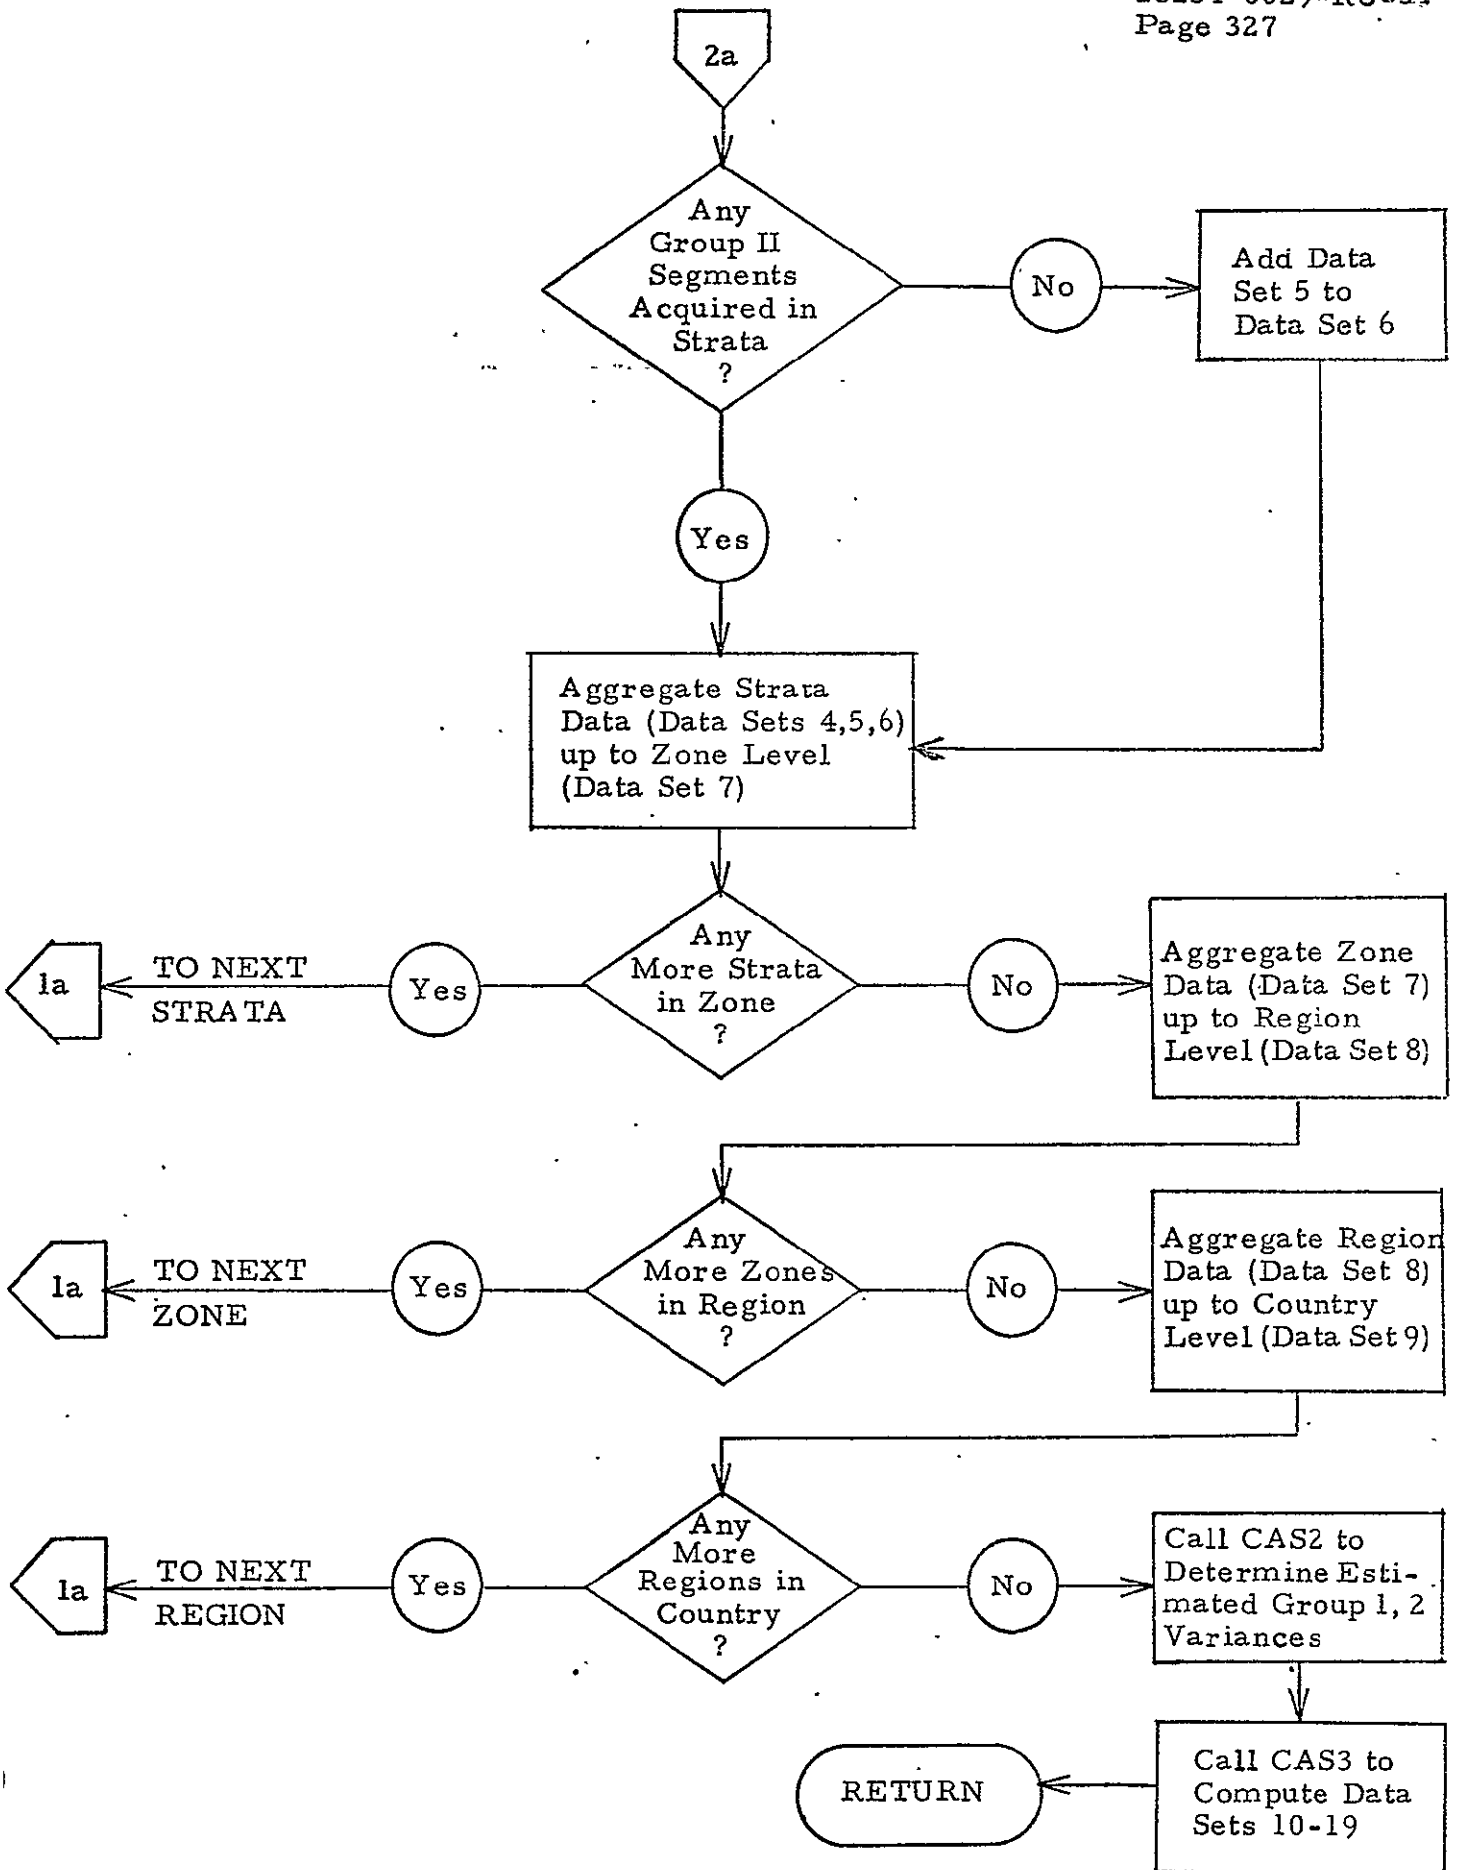 Page 327
2a
Any
Group II
Segments
Acquired in
Strata
?
No
Add Data
Set 5 to
Data Set 6
Yes
Aggregate Strata
Data (Data Sets 4,5,6)
up to Zone Level
(Data Set 7)
Any
More Strata
in Zone
?
Yes
TO NEXT
STRATA
1a
No
Aggregate Zone
Data (Data Set 7)
up to Region
Level (Data Set 8)
Any
More Zones
in Region
?
Yes
TO NEXT
ZONE
1a
No
Aggregate Region
Data (Data Set 8)
up to Country
Level (Data Set 9)
Any
More
Regions in
Country
?
Yes
TO NEXT
REGION
1a
No
Call CAS2 to
Determine Esti-
mated Group 1, 2
Variances
Call CAS3 to
Compute Data
Sets 10-19
RETURN